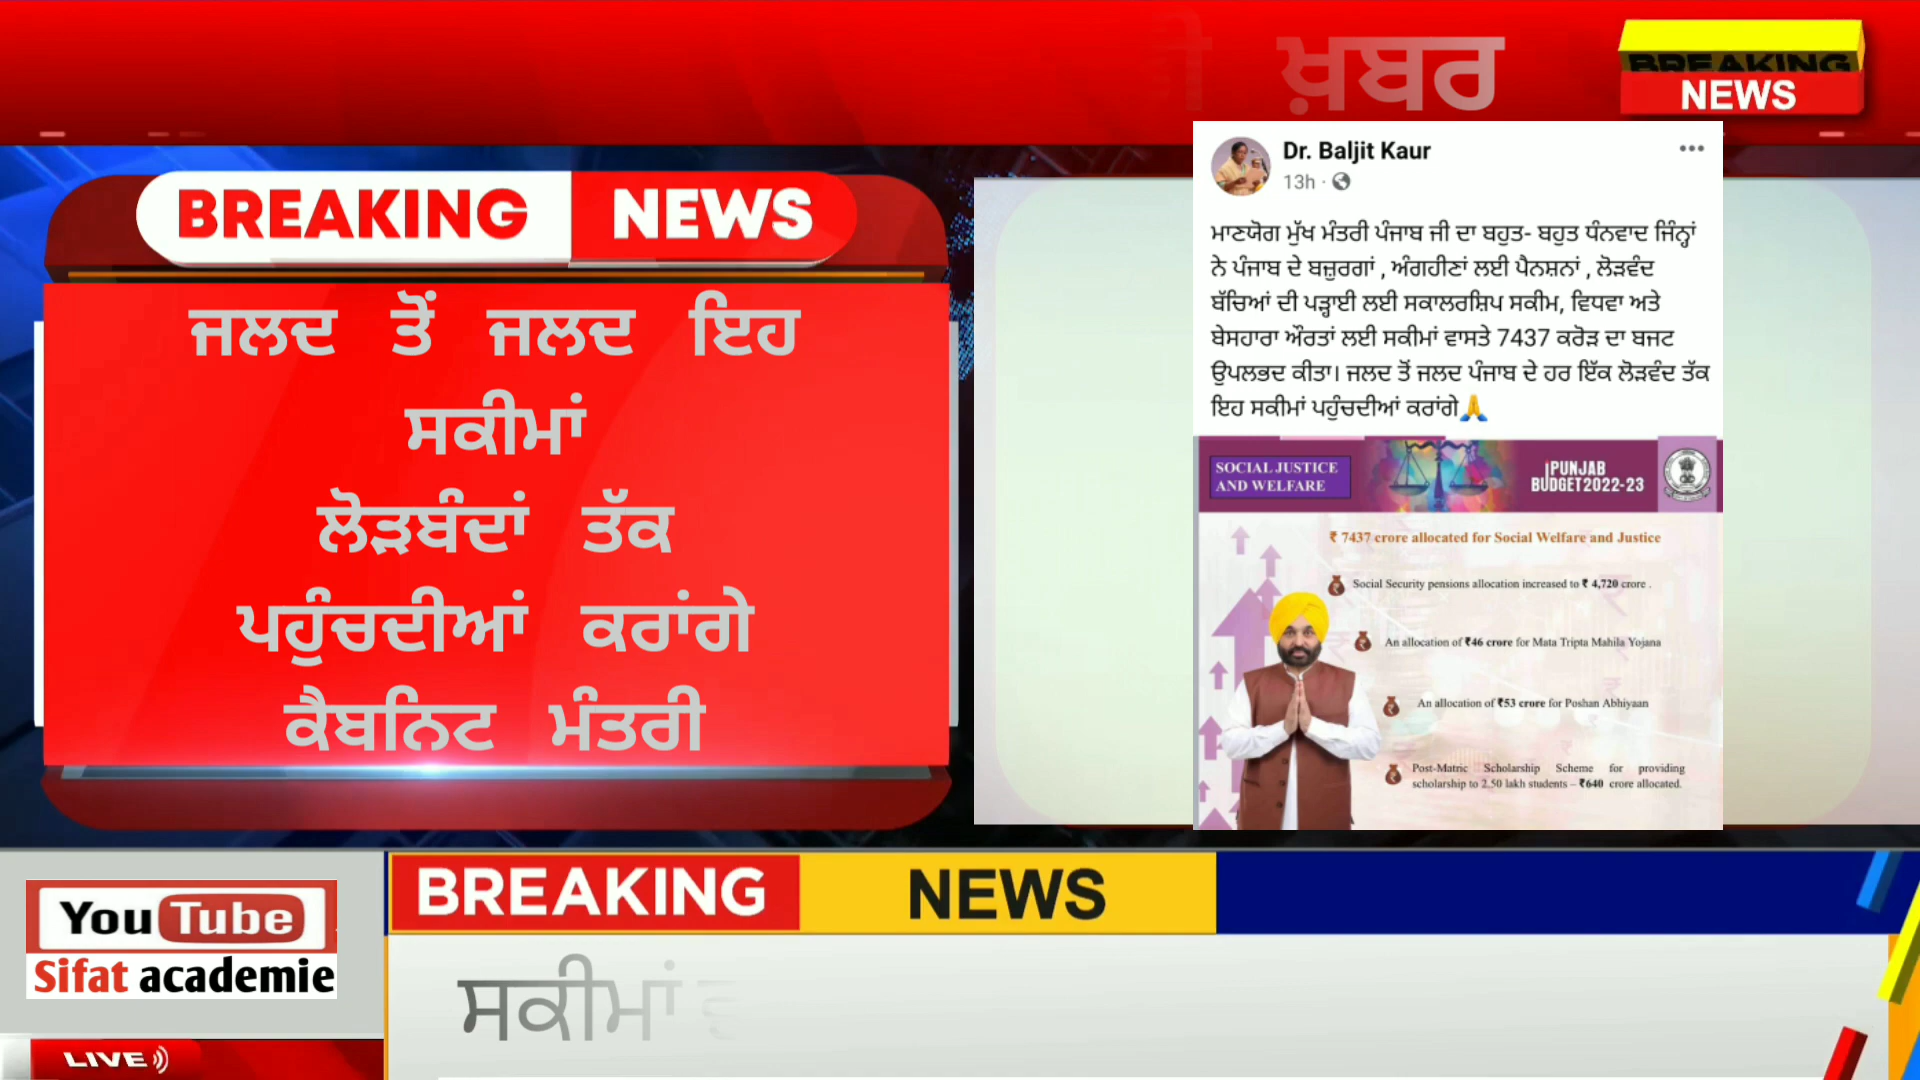 ਖ਼ਬਰ
BREAKING
NEWS
BREAKING NEWS
ਜਲਦ ਤੋਂ ਜਲਦ ਇਹ
ਸਕੀਮਾਂ
ਲੋੜਬੰਦਾਂ ਤੱਕ
ਪਹੁੰਚਦੀਆਂ ਕਰਾਂਗੇ
ਕੈਬਨਿਟ ਮੰਤਰੀ
Dr. Baljit Kaur
13h ·
ਮਾਣਯੋਗ ਮੁੱਖ ਮੰਤਰੀ ਪੰਜਾਬ ਜੀ ਦਾ ਬਹੁਤ- ਬਹੁਤ ਧੰਨਵਾਦ ਜਿੰਨ੍ਹਾਂ
ਨੇ ਪੰਜਾਬ ਦੇ ਬਜ਼ੁਰਗਾਂ , ਅੰਗਹੀਣਾਂ ਲਈ ਪੈਨਸ਼ਨਾਂ , ਲੋੜਵੰਦ
ਬੱਚਿਆਂ ਦੀ ਪੜ੍ਹਾਈ ਲਈ ਸਕਾਲਰਸ਼ਿਪ ਸਕੀਮ, ਵਿਧਵਾ ਅਤੇ
ਬੇਸਹਾਰਾ ਔਰਤਾਂ ਲਈ ਸਕੀਮਾਂ ਵਾਸਤੇ 7437 ਕਰੋੜ ਦਾ ਬਜਟ
ਉਪਲਭਦ ਕੀਤਾ। ਜਲਦ ਤੋਂ ਜਲਦ ਪੰਜਾਬ ਦੇ ਹਰ ਇੱਕ ਲੋੜਵੰਦ ਤੱਕ
ਇਹ ਸਕੀਮਾਂ ਪਹੁੰਚਦੀਆਂ ਕਰਾਂਗੇ🙏
SOCIAL JUSTICE
AND WELFARE
PUNJAB
BUDGET2022-23
₹ 7437 crore allocated for Social Welfare and Justice
Social Security pensions allocation increased to ₹ 4,720 crore .
An allocation of ₹46 crore for Mata Tripta Mahila Yojana
An allocation of ₹53 crore for Poshan Abhiyaan
Post-Matric Scholarship Scheme for providing
scholarship to 2.50 lakh students – ₹640 crore allocated.
BREAKING NEWS
YouTube
Sifat academie
ਸਕੀਮਾਂ
LIVE